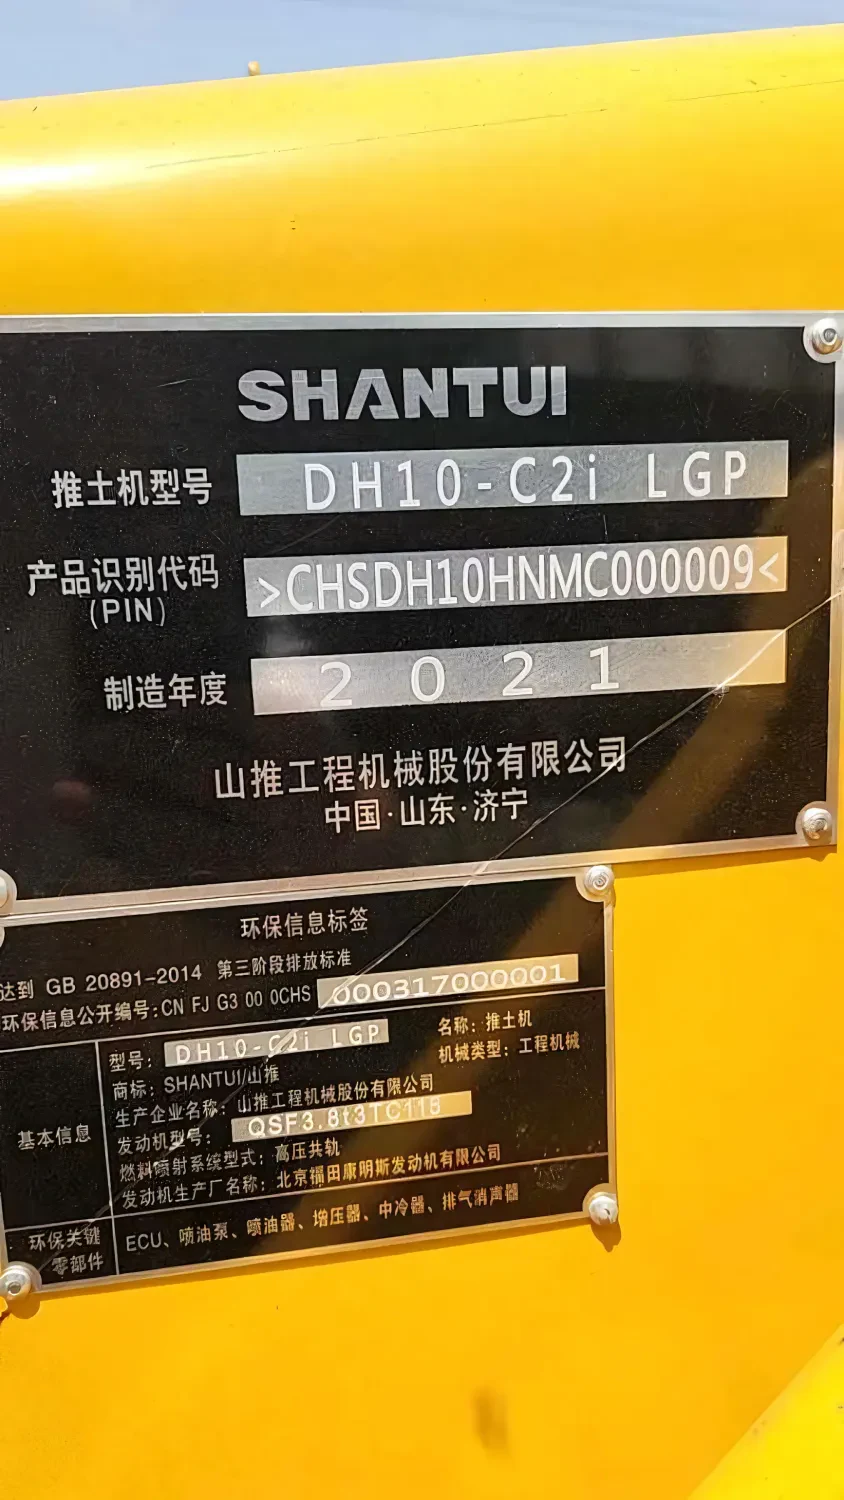 SHANTUI
推土机型号 DH10-C2i LGP
产品识别代码 >CHSDH10HNMC000009<
(PIN)
制造年度 2021
山推工程机械股份有限公司
中国·山东·济宁
环保信息标签
达到 GB 20891-2014 第三阶段排放标准
环保信息公开编号:CN FJ G3 00 0CHS 000317000001
基本信息
型号: DH10-C2i LGP
名称: 推土机
商标: SHANTUI/山推
机械类型: 工程机械
生产企业名称: 山推工程机械股份有限公司
发动机型号: QSF3.8t3TC116
燃料喷射系统型式: 高压共轨
发动机生产厂名称: 北京福田康明斯发动机有限公司
环保关键
零部件
ECU、喷油泵、喷油器、增压器、中冷器、排气消声器